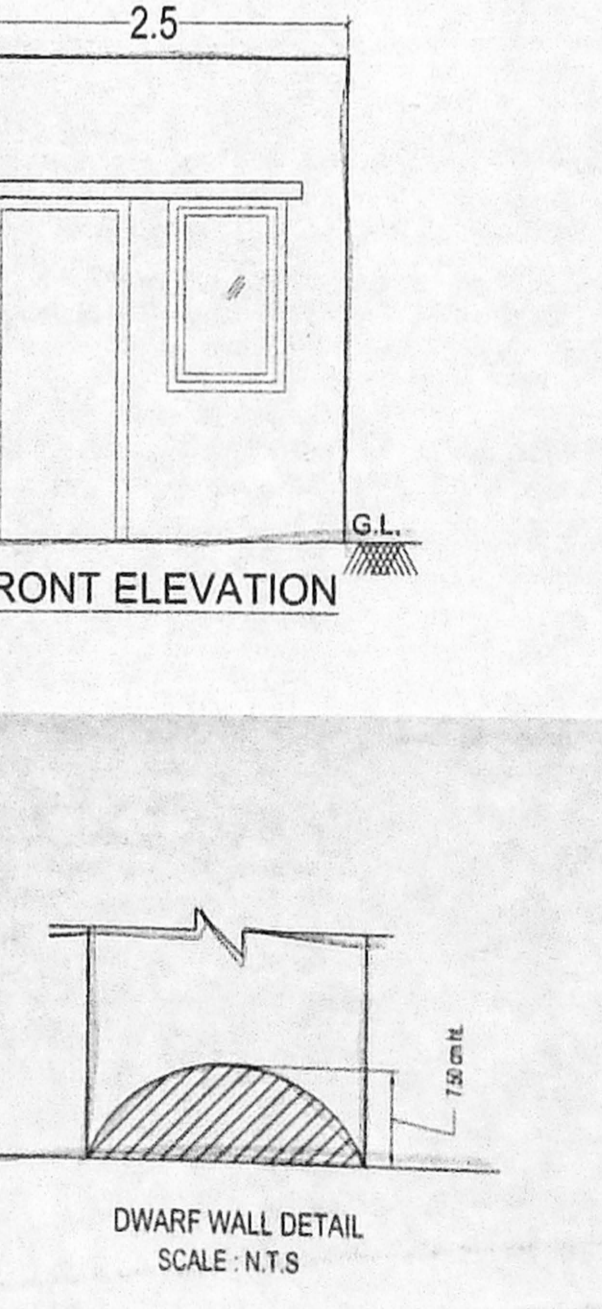 2.5
G.L.
RONT ELEVATION
7.50 cm ht.
DWARF WALL DETAIL
SCALE : N.T.S